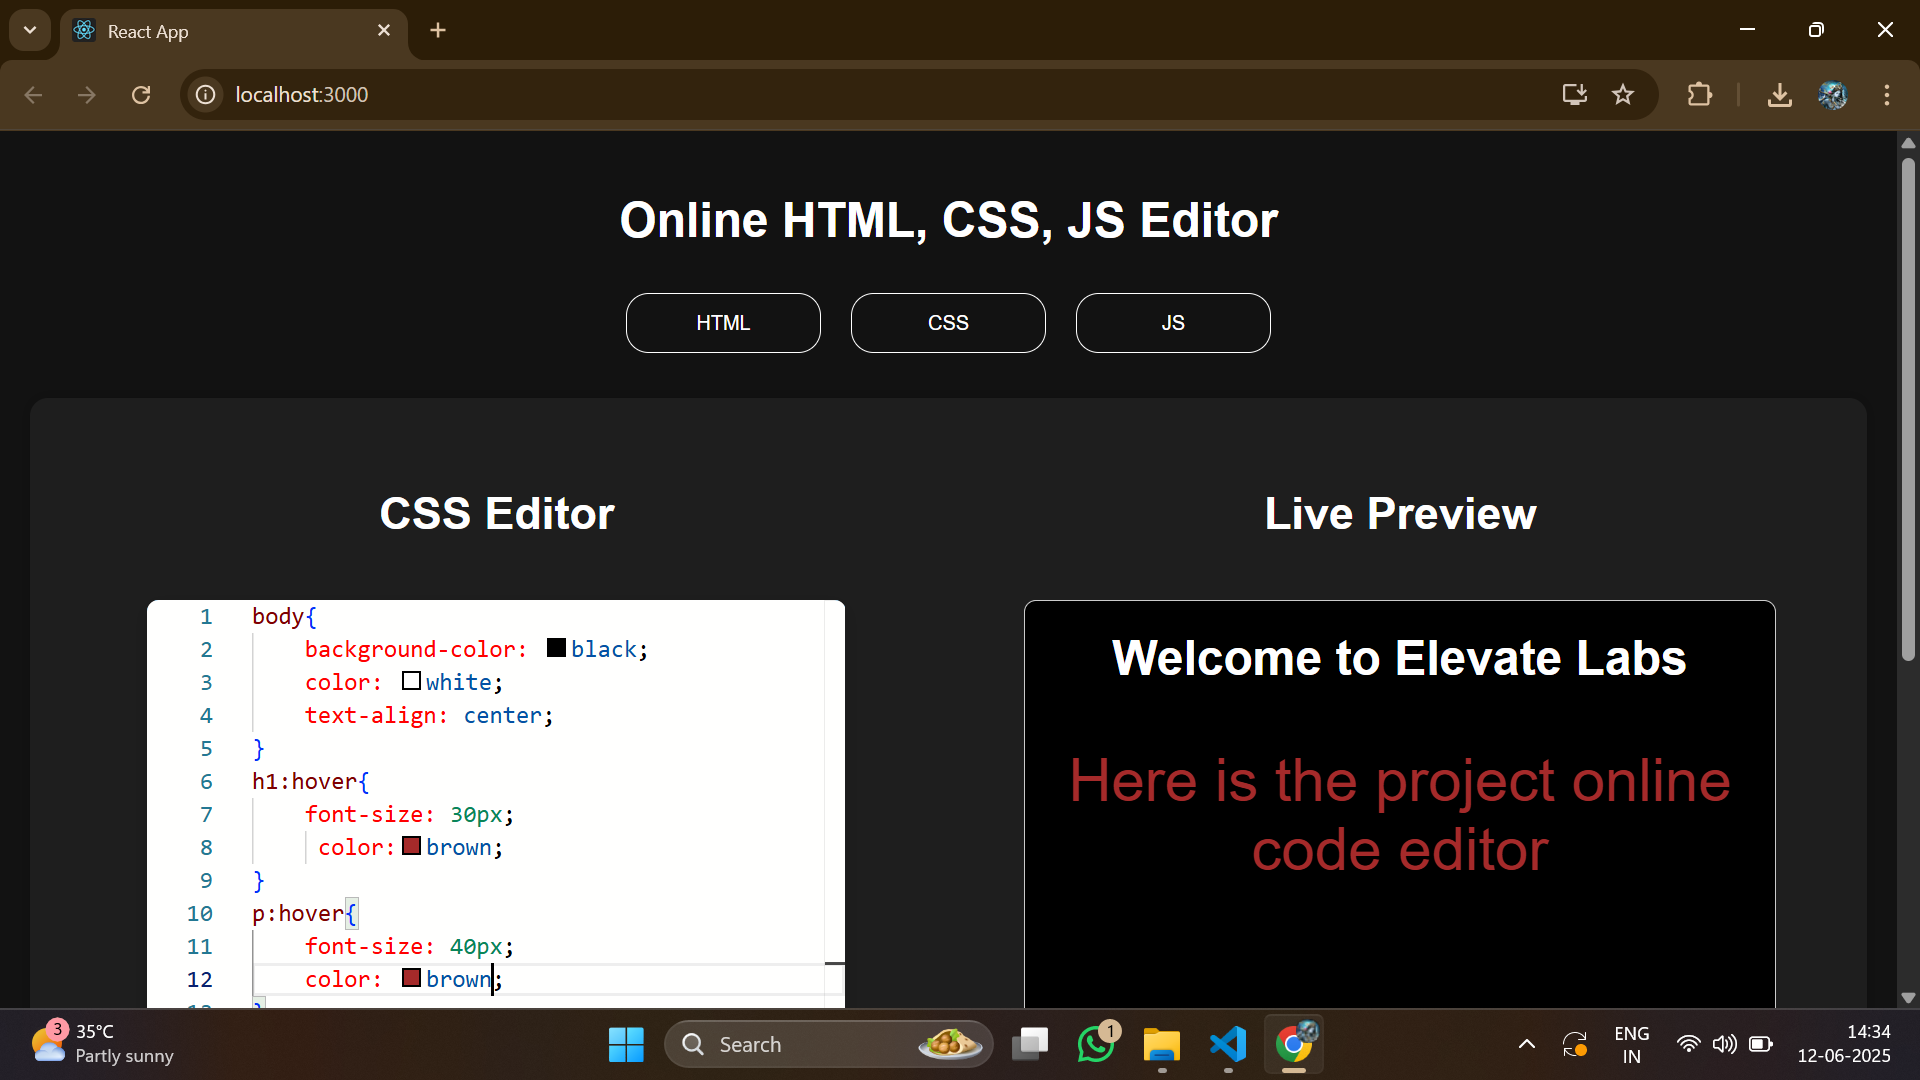 React App
localhost:3000
Online HTML, CSS, JS Editor
HTML
CSS
JS
CSS Editor
Live Preview
1 body{
2 background-color: black;
3 color: white;
4 text-align: center;
5 }
6 h1:hover{
7 font-size: 30px;
8 color: brown;
9 }
10 p:hover{
11 font-size: 40px;
12 color: brown;
Welcome to Elevate Labs
Here is the project online
code editor
3
35°C
Partly sunny
Search
1
ENG
IN
14:34
12-06-2025